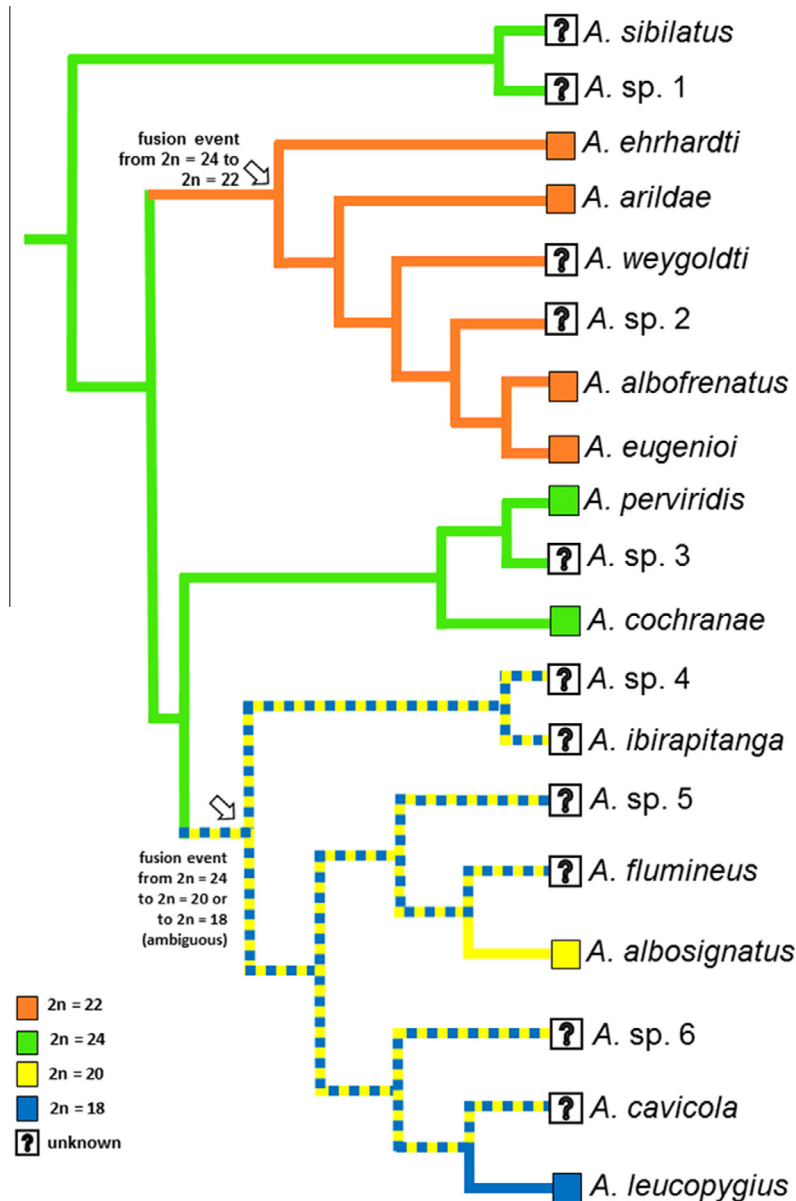 ? A. sibilatus
? A. sp. 1
fusion event
from 2n = 24 to
2n = 22
A. ehrhardti
A. arildae
? A. weygoldti
? A. sp. 2
A. albofrenatus
A. eugenioi
A. perviridis
? A. sp. 3
A. cochranae
? A. sp. 4
? A. ibirapitanga
? A. sp. 5
fusion event
from 2n = 24
to 2n = 20 or
to 2n = 18
(ambiguous)
? A. flumineus
A. albosignatus
2n = 22
2n = 24
2n = 20
2n = 18
? unknown
? A. sp. 6
? A. cavicola
A. leucopygius